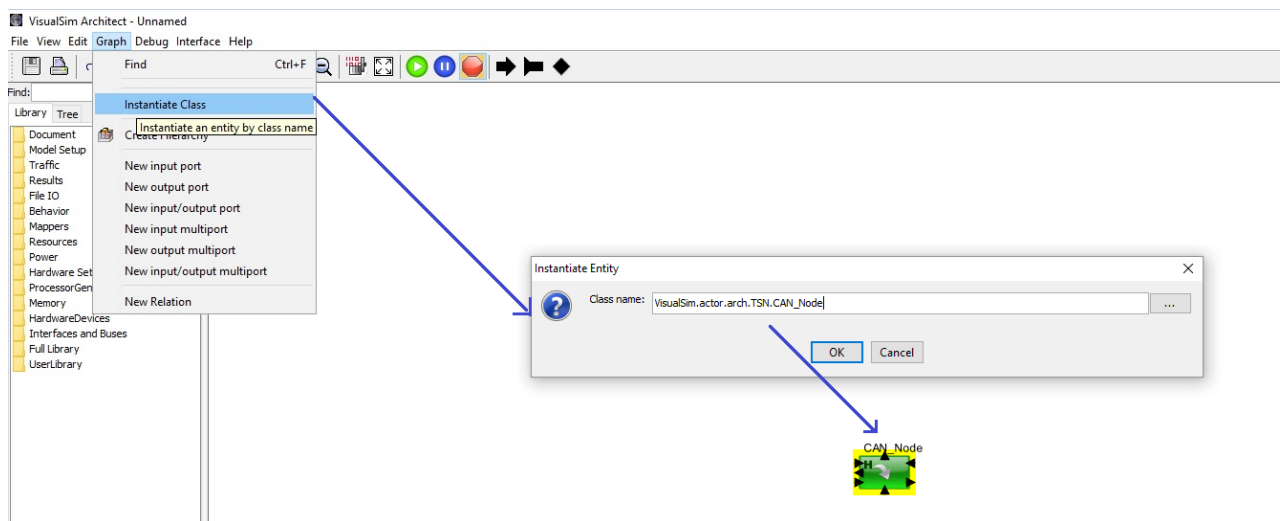 VisualSim Architect - Unnamed
File View Edit Graph Debug Interface Help
Find:
Library Tree
Document
Model Setup
Traffic
Results
File IO
Behavior
Mappers
Resources
Power
Hardware Set
ProcessorGen
Memory
HardwareDevices
Interfaces and Buses
Full Library
UserLibrary
Find Ctrl+F
Instantiate Class
Instantiate an entity by class name
Create Hierarchy
New input port
New output port
New input/output port
New input multiport
New output multiport
New input/output multiport
New Relation
Instantiate Entity
Class name: VisualSim.actor.arch.TSN.CAN_Node
...
OK Cancel
CAN_Node
H